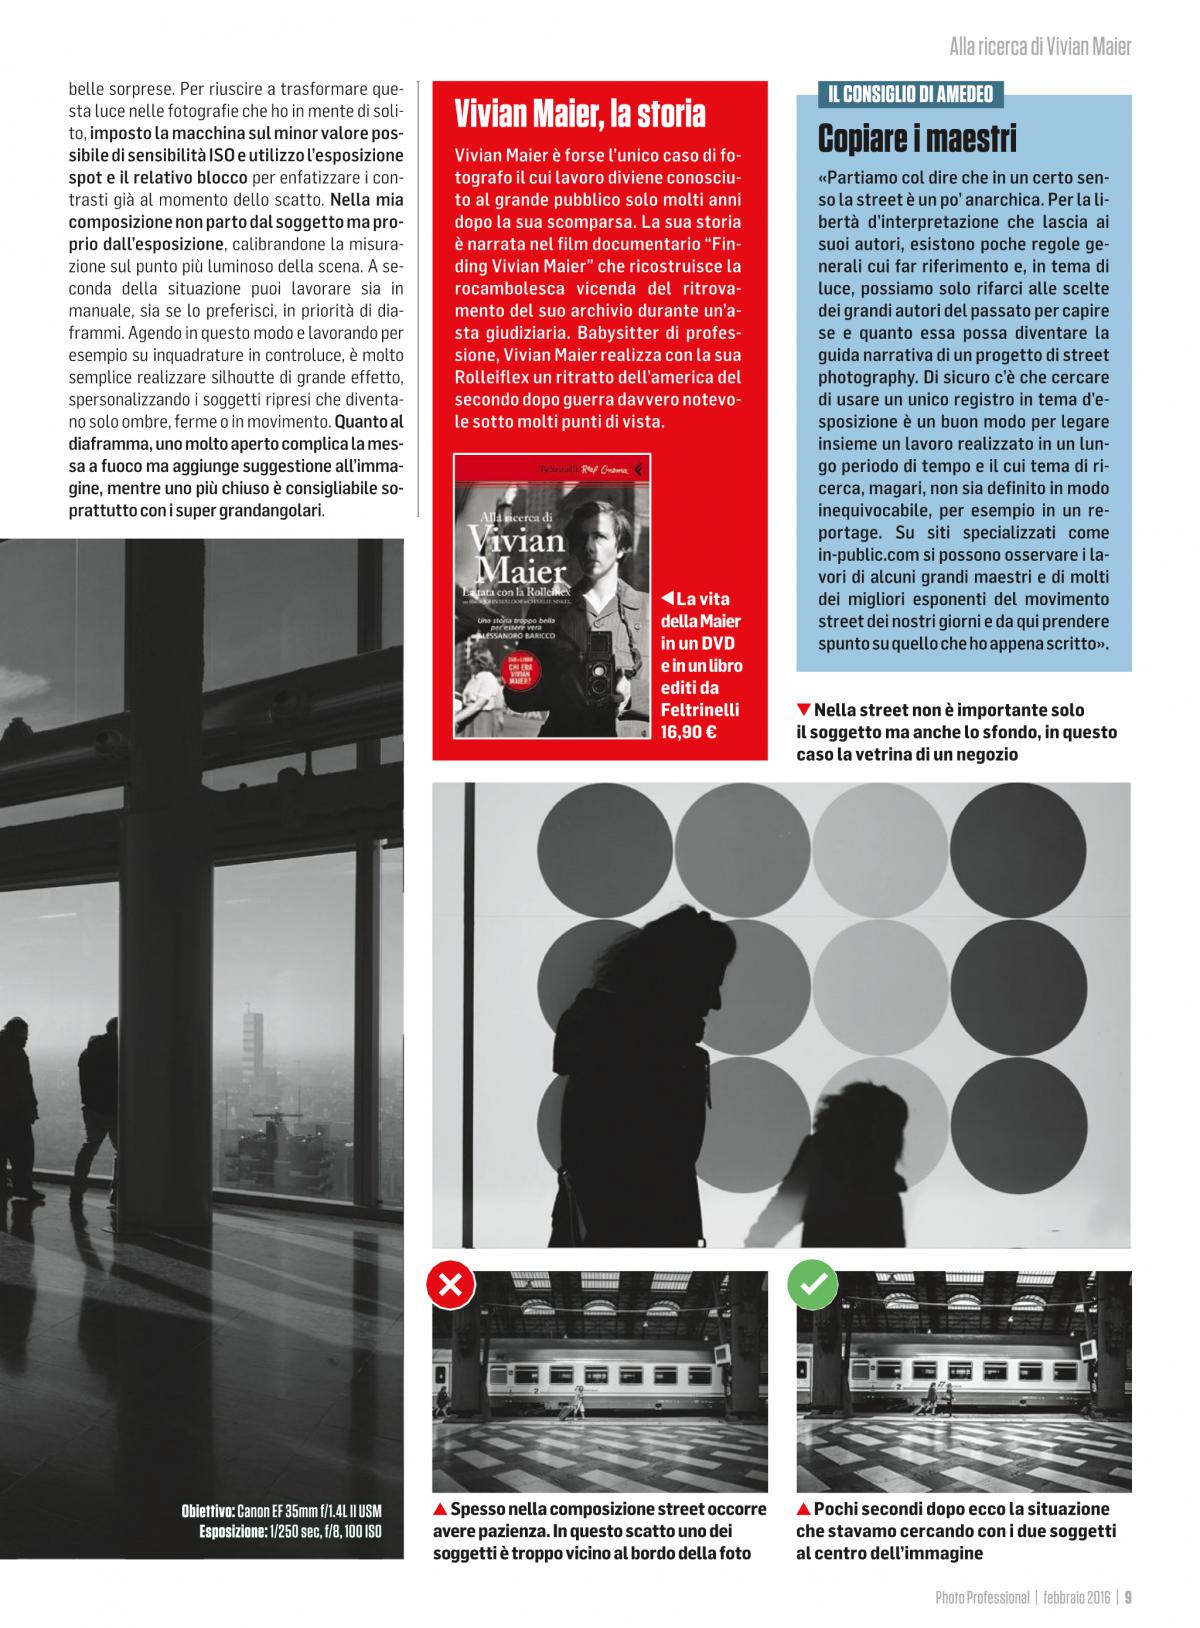 Alla ricerca di Vivian Maier
belle sorprese. Per riuscire a trasformare que-
sta luce nelle fotografie che ho in mente di soli-
to, imposto la macchina sul minor valore pos-
sibile di sensibilità ISO e utilizzo l'esposizione
spot e il relativo blocco per enfatizzare i con-
trasti già al momento dello scatto. Nella mia
composizione non parto dal soggetto ma pro-
prio dall'esposizione, calibrandone la misura-
zione sul punto più luminoso della scena. A se-
conda della situazione puoi lavorare sia in
manuale, sia se lo preferisci, in priorità di dia-
frammi. Agendo in questo modo e lavorando per
esempio su inquadrature in controluce, è molto
semplice realizzare silhoutte di grande effetto,
spersonalizzando i soggetti ripresi che diventa-
no solo ombre, ferme o in movimento. Quanto al
diaframma, uno molto aperto complica la mes-
sa a fuoco ma aggiunge suggestione all'imma-
gine, mentre uno più chiuso è consigliabile so-
prattutto con i super grandangolari.
Obiettivo: Canon EF 35mm f/1.4L II USM
Esposizione: 1/250 sec, f/8, 100 ISO
Vivian Maier, la storia
Vivian Maier è forse l'unico caso di fo-
tografo il cui lavoro diviene conosciu-
to al grande pubblico solo molti anni
dopo la sua scomparsa. La sua storia
è narrata nel film documentario “Fin-
ding Vivian Maier” che ricostruisce la
rocambolesca vicenda del ritrova-
mento del suo archivio durante un'a-
sta giudiziaria. Babysitter di profes-
sione, Vivian Maier realizza con la sua
Rolleiflex un ritratto dell'america del
secondo dopo guerra davvero notevo-
le sotto molti punti di vista.
Feltrinelli Real Cinema
Alla ricerca di
Vivian
Maier
La tata con la Rolleiflex
un film di JOHN MALOOF e CHARLIE SISKEL
Una storia troppo bella
per essere vera
ALESSANDRO BARICCO
DVD+LIBRO
CHI ERA
VIVIAN
MAIER?
◀La vita
della Maier
in un DVD
e in un libro
editi da
Feltrinelli
16,90 €
IL CONSIGLIO DI AMEDEO
Copiare i maestri
«Partiamo col dire che in un certo sen-
so la street è un po' anarchica. Per la li-
bertà d'interpretazione che lascia ai
suoi autori, esistono poche regole ge-
nerali cui far riferimento e, in tema di
luce, possiamo solo rifarci alle scelte
dei grandi autori del passato per capire
se e quanto essa possa diventare la
guida narrativa di un progetto di street
photography. Di sicuro c'è che cercare
di usare un unico registro in tema d'e-
sposizione è un buon modo per legare
insieme un lavoro realizzato in un lun-
go periodo di tempo e il cui tema di ri-
cerca, magari, non sia definito in modo
inequivocabile, per esempio in un re-
portage. Su siti specializzati come
in-public.com si possono osservare i la-
vori di alcuni grandi maestri e di molti
dei migliori esponenti del movimento
street dei nostri giorni e da qui prendere
spunto su quello che ho appena scritto».
▼Nella street non è importante solo
il soggetto ma anche lo sfondo, in questo
caso la vetrina di un negozio
▲Spesso nella composizione street occorre
avere pazienza. In questo scatto uno dei
soggetti è troppo vicino al bordo della foto
▲Pochi secondi dopo ecco la situazione
che stavamo cercando con i due soggetti
al centro dell'immagine
Photo Professional | febbraio 2016 | 9